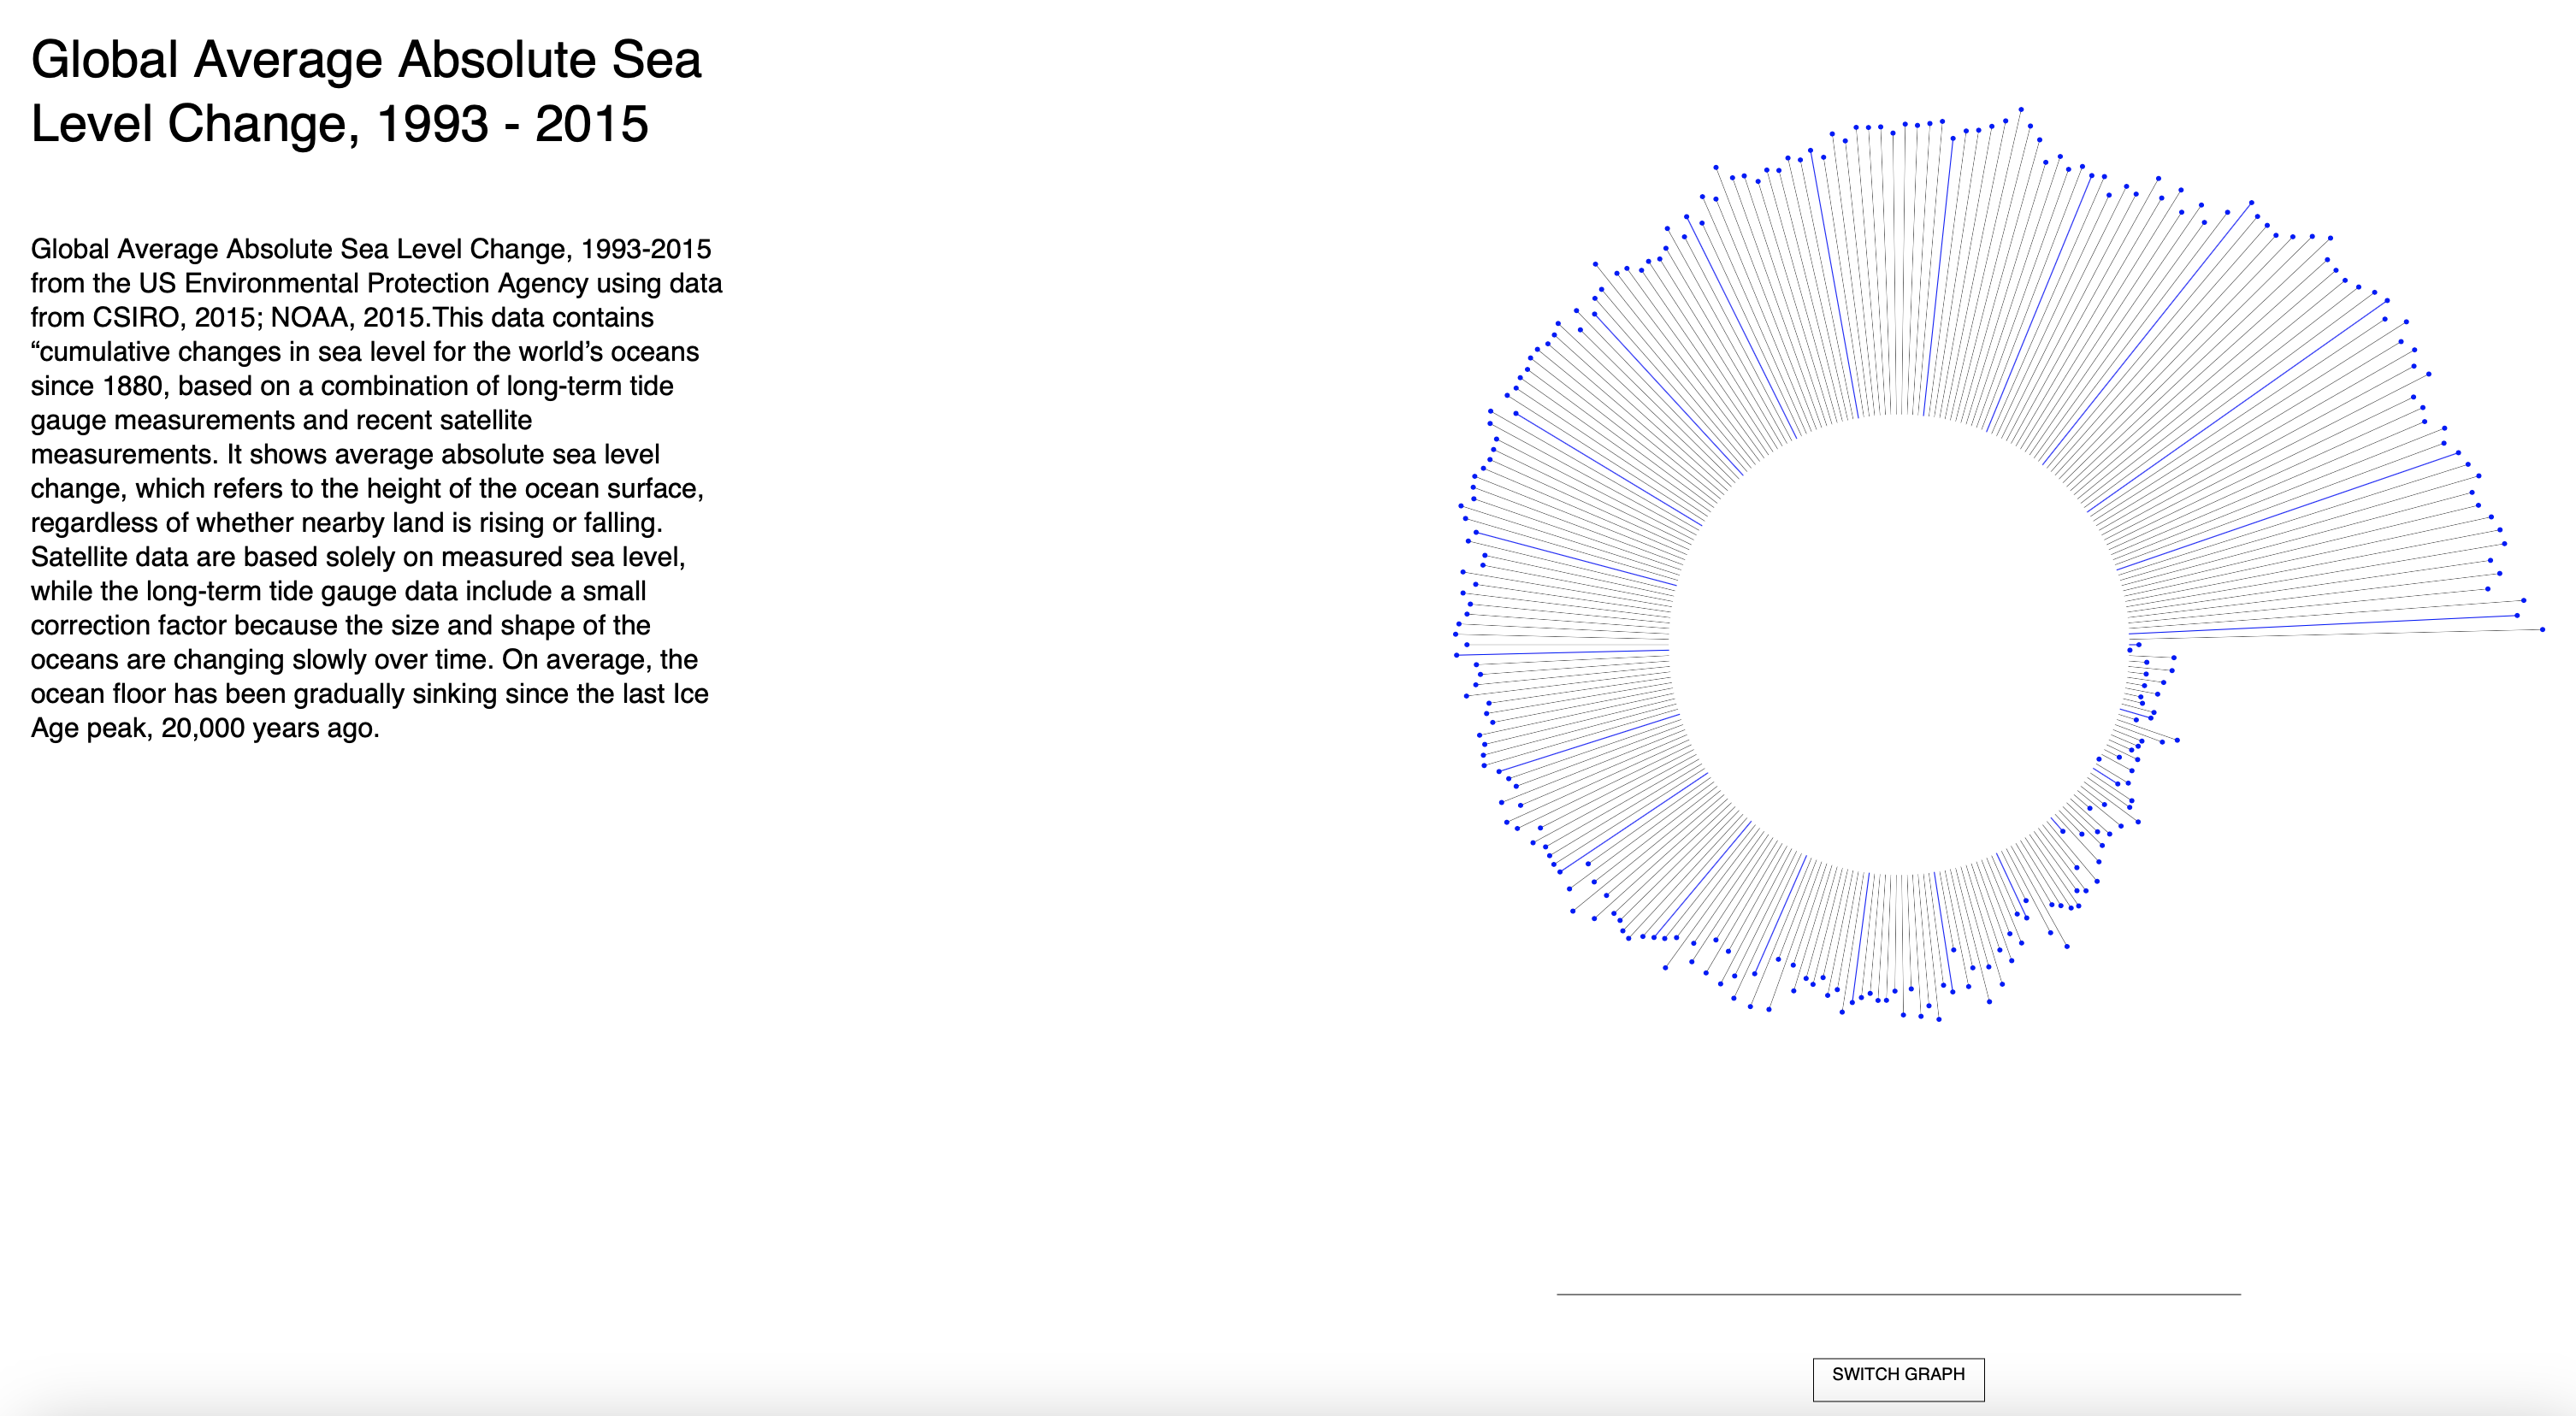 Global Average Absolute Sea
Level Change, 1993 - 2015
Global Average Absolute Sea Level Change, 1993-2015
from the US Environmental Protection Agency using data
from CSIRO, 2015; NOAA, 2015.This data contains
“cumulative changes in sea level for the world’s oceans
since 1880, based on a combination of long-term tide
gauge measurements and recent satellite
measurements. It shows average absolute sea level
change, which refers to the height of the ocean surface,
regardless of whether nearby land is rising or falling.
Satellite data are based solely on measured sea level,
while the long-term tide gauge data include a small
correction factor because the size and shape of the
oceans are changing slowly over time. On average, the
ocean floor has been gradually sinking since the last Ice
Age peak, 20,000 years ago.
SWITCH GRAPH